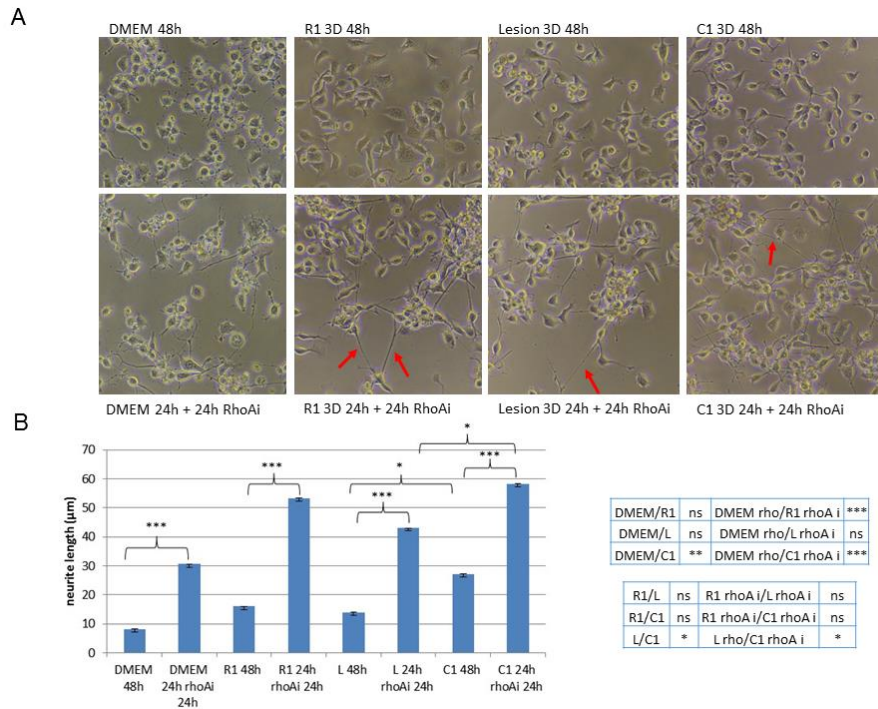 A
DMEM 48h R1 3D 48h Lesion 3D 48h C1 3D 48h
DMEM 24h + 24h RhoAi R1 3D 24h + 24h RhoAi Lesion 3D 24h + 24h RhoAi C1 3D 24h + 24h RhoAi
B
neurite length (µm)
70
60
50
40
30
20
10
0
***
***
*
***
*
***
DMEM 48h
DMEM 24h rhoAi 24h
R1 48h
R1 24h rhoAi 24h
L 48h
L 24h rhoAi 24h
C1 48h
C1 24h rhoAi 24h
DMEM/R1 ns DMEM rho/R1 rhoA i ***
DMEM/L ns DMEM rho/L rhoA i ns
DMEM/C1 ** DMEM rho/C1 rhoA i ***
R1/L ns R1 rhoA i/L rhoA i ns
R1/C1 ns R1 rhoA i/C1 rhoA i ns
L/C1 * L rho/C1 rhoA i *